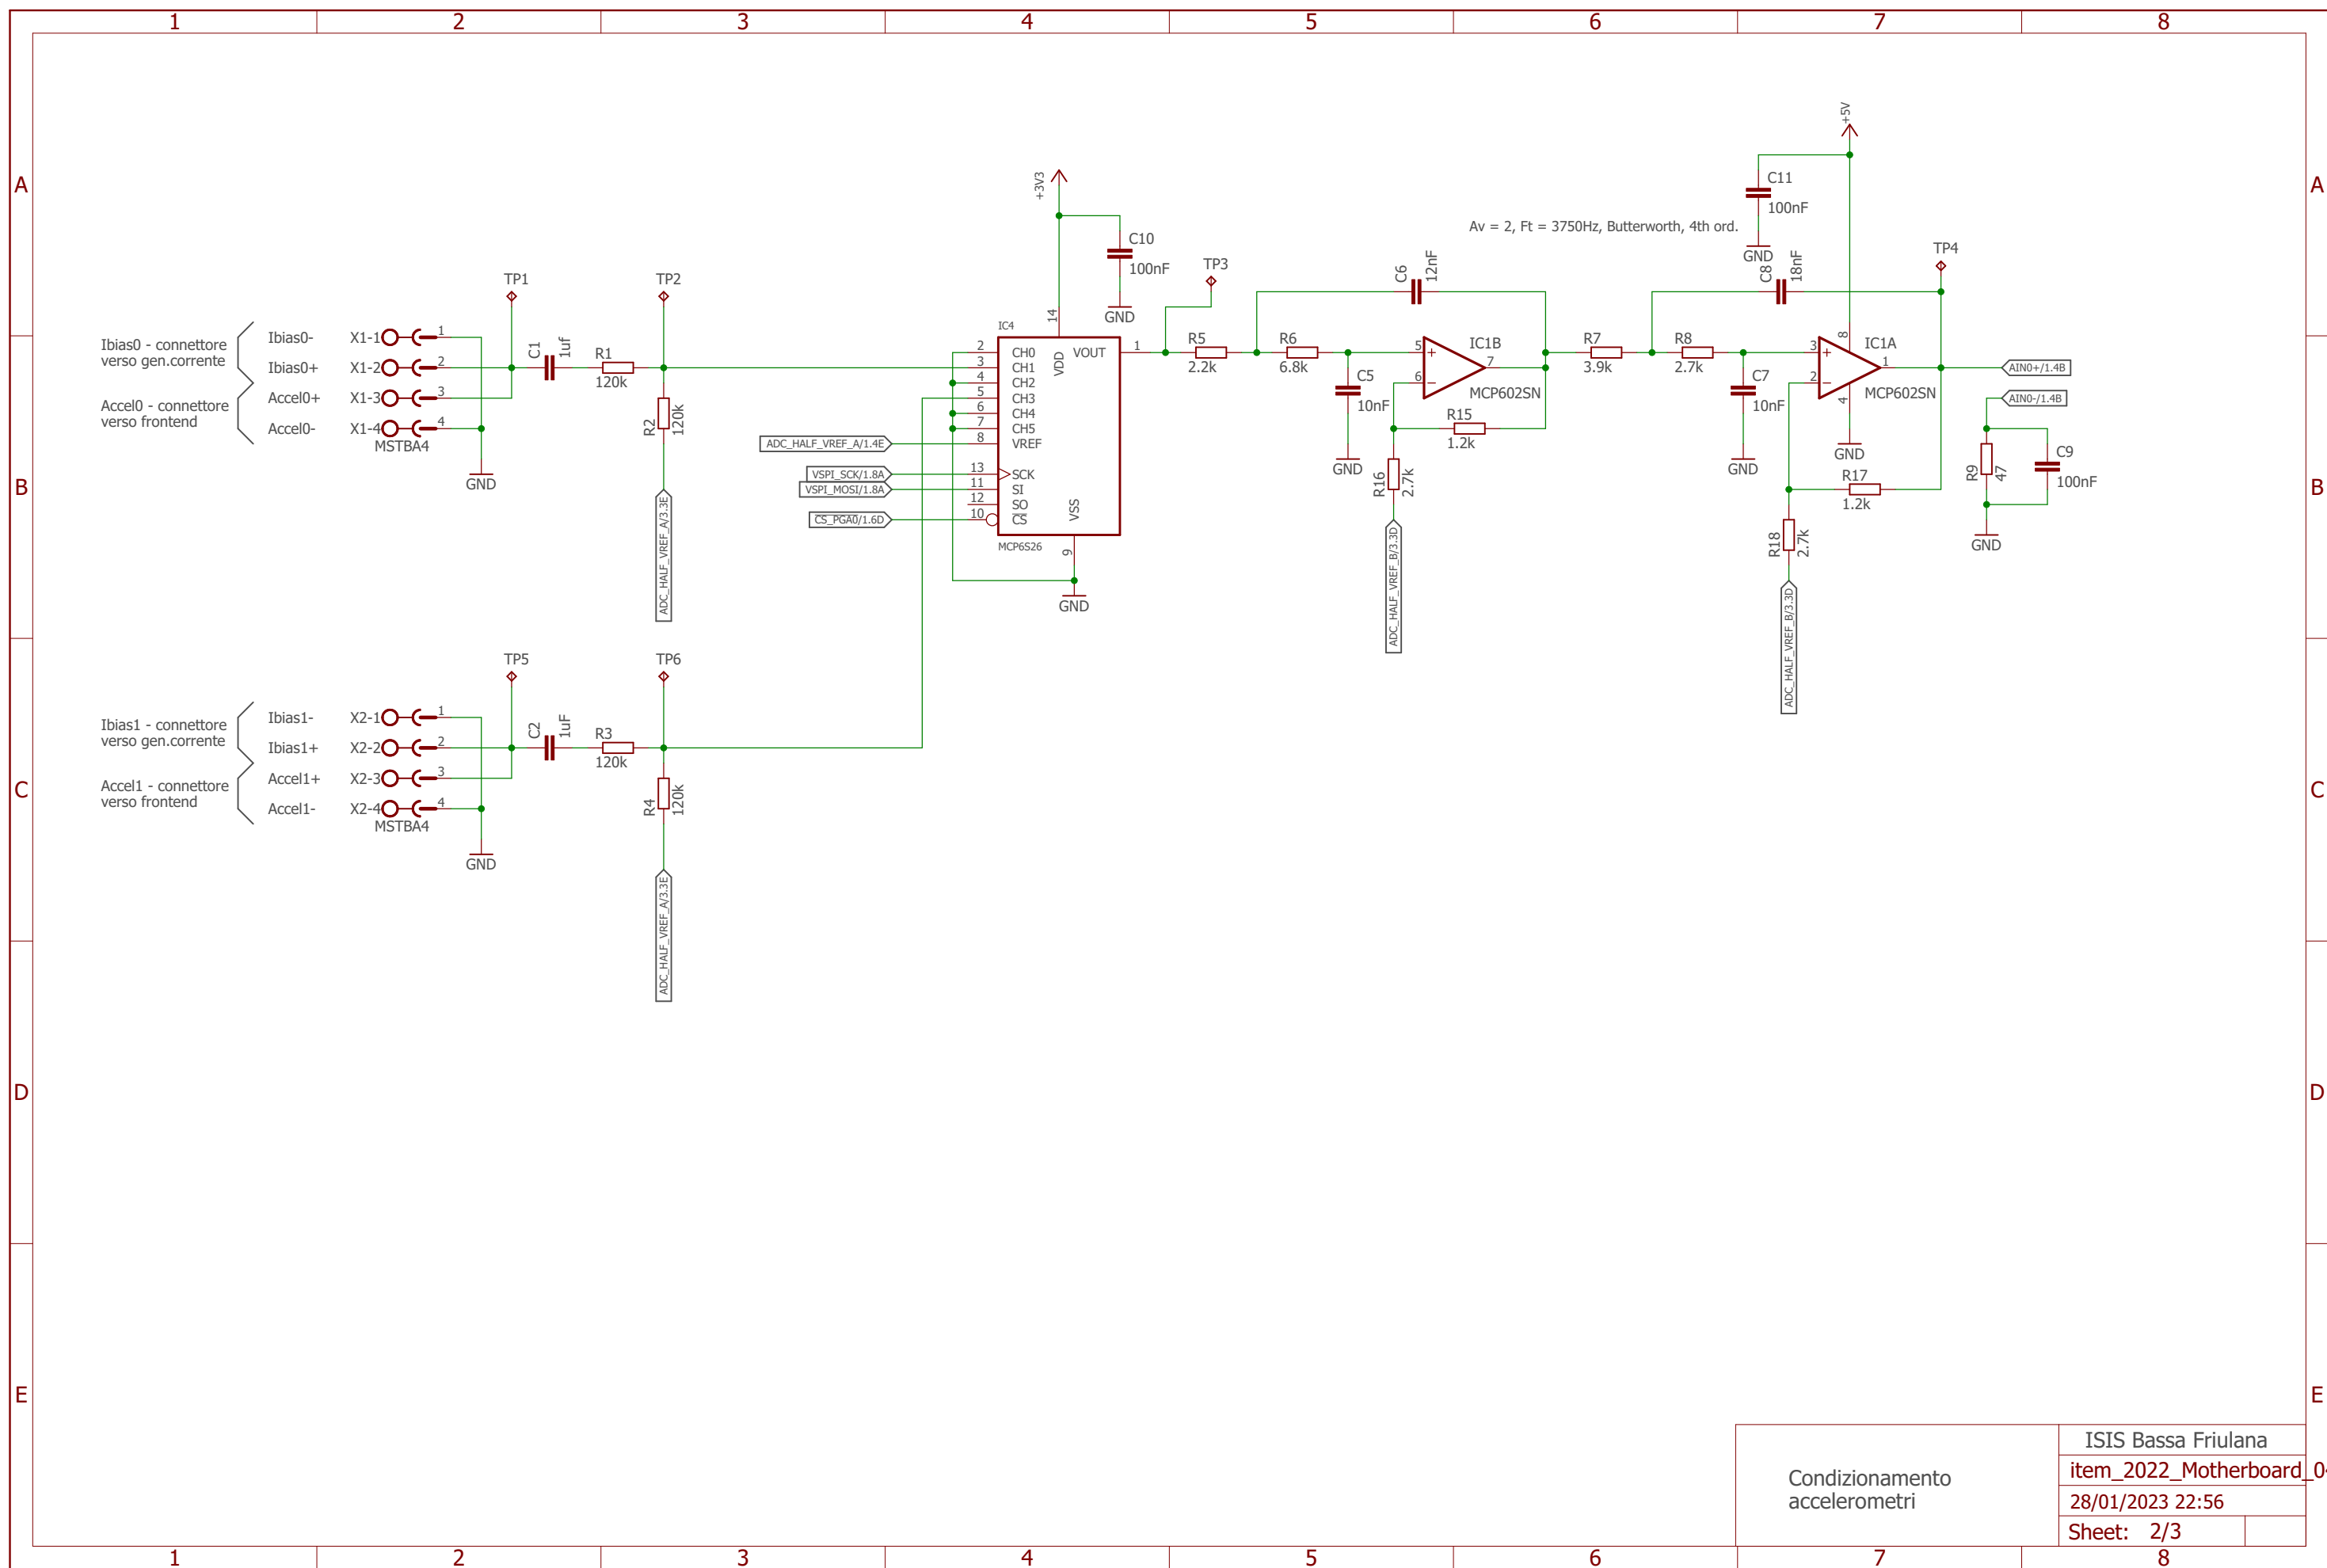 1 2 3 4 5 6 7 8
A
A
+5V
+3V3
C11
100nF
Av = 2, Ft = 3750Hz, Butterworth, 4th ord.
GND
C10
100nF
GND
TP1
TP2
TP3
C6
12nF
C8
18nF
TP4
Ibias0 - connettore
verso gen.corrente
Accel0 - connettore
verso frontend
Ibias0- X1-1 1
Ibias0+ X1-2 2
Accel0+ X1-3 3
Accel0- X1-4 4
MSTBA4
GND
C1
1uf
R1
120k
R2
120k
ADC_HALF_VREF_A/3.3E
IC4
14
VDD
2 CH0 VOUT 1
3 CH1
4 CH2
5 CH3
6 CH4
7 CH5
8 VREF
13 SCK
11 SI
12 SO
10 CS
VSS
9
MCP6S26
GND
ADC_HALF_VREF_A/1.4E
VSPI_SCK/1.8A
VSPI_MOSI/1.8A
CS_PGA0/1.6D
R5
2.2k
R6
6.8k
C5
10nF
GND
5
+
6
−
7
IC1B
MCP602SN
R15
1.2k
R16
2.7k
ADC_HALF_VREF_B/3.3D
R7
3.9k
R8
2.7k
C7
10nF
GND
3
+
2
−
8
4
1
IC1A
MCP602SN
GND
R17
1.2k
R18
2.7k
ADC_HALF_VREF_B/3.3D
AIN0+/1.4B
AIN0-/1.4B
R9
47
C9
100nF
GND
B
B
TP5
TP6
Ibias1 - connettore
verso gen.corrente
Accel1 - connettore
verso frontend
Ibias1- X2-1 1
Ibias1+ X2-2 2
Accel1+ X2-3 3
Accel1- X2-4 4
MSTBA4
GND
C2
1uF
R3
120k
R4
120k
ADC_HALF_VREF_A/3.3E
C
C
D
D
E
E
Condizionamento
accelerometri
ISIS Bassa Friulana
item_2022_Motherboard_0
28/01/2023 22:56
Sheet: 2/3
1 2 3 4 5 6 7 8